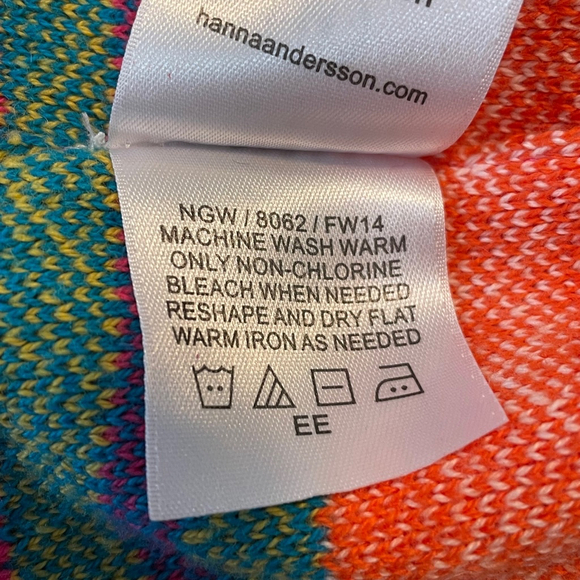 hannaandersson.com
NGW / 8062 / FW14
MACHINE WASH WARM
ONLY NON-CHLORINE
BLEACH WHEN NEEDED
RESHAPE AND DRY FLAT
WARM IRON AS NEEDED
EE